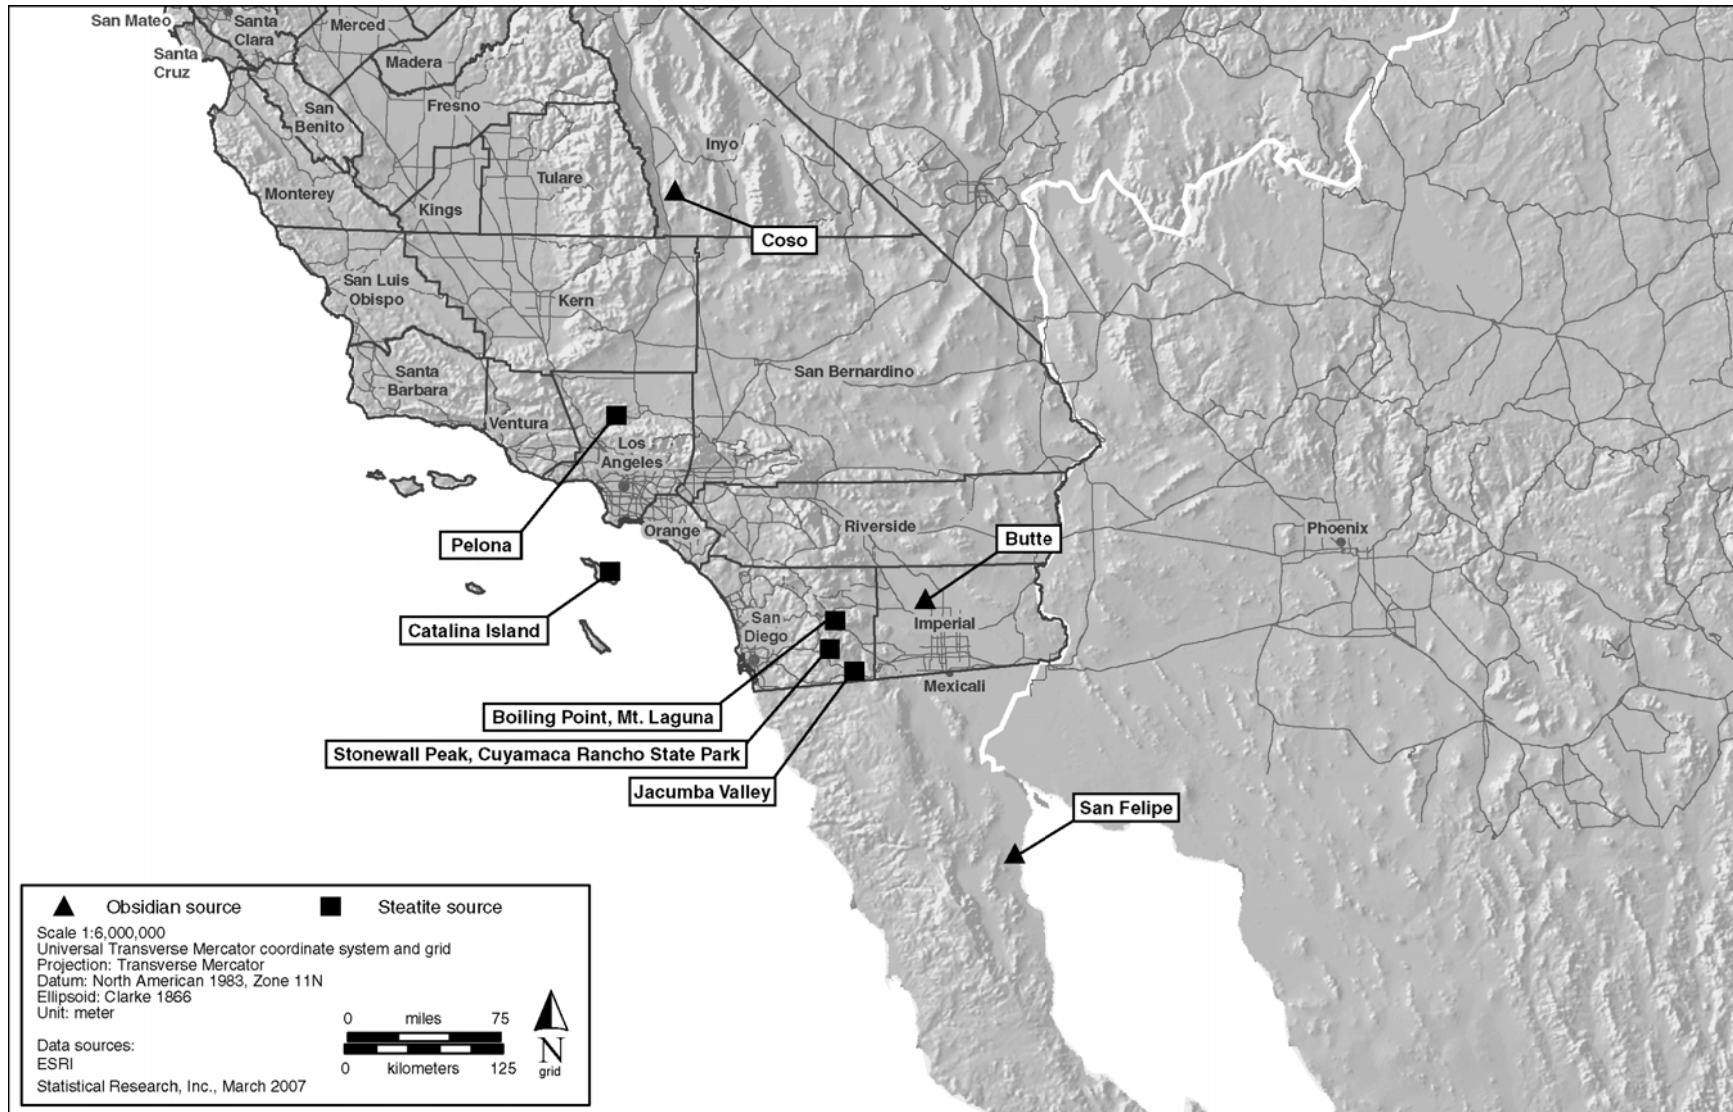 San Mateo
Santa
Clara
Merced
Santa
Cruz
Madera
San
Benito
Fresno
Inyo
Monterey
Kings
Tulare
Coso
San Luis
Obispo
Kern
Santa
Barbara
San Bernardino
Ventura
Los
Angeles
Pelona
Orange
Riverside
Butte
Phoenix
Catalina Island
San
Diego
Imperial
Mexicali
Boiling Point, Mt. Laguna
Stonewall Peak, Cuyamaca Rancho State Park
Jacumba Valley
San Felipe
Obsidian source
Steatite source
Scale 1:6,000,000
Universal Transverse Mercator coordinate system and grid
Projection: Transverse Mercator
Datum: North American 1983, Zone 11N
Ellipsoid: Clarke 1866
Unit: meter
0 miles 75
0 kilometers 125
N
grid
Data sources:
ESRI
Statistical Research, Inc., March 2007